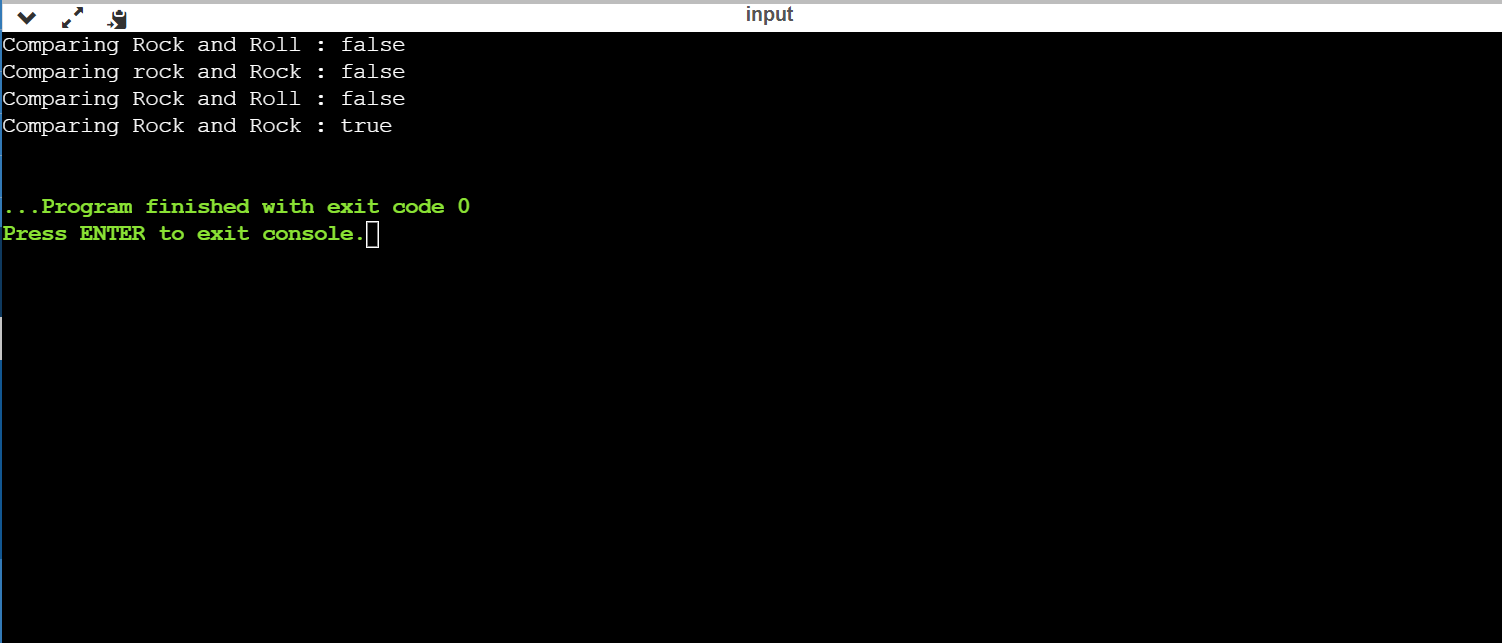 input
Comparing Rock and Roll : false
Comparing rock and Rock : false
Comparing Rock and Roll : false
Comparing Rock and Rock : true
...Program finished with exit code 0
Press ENTER to exit console.